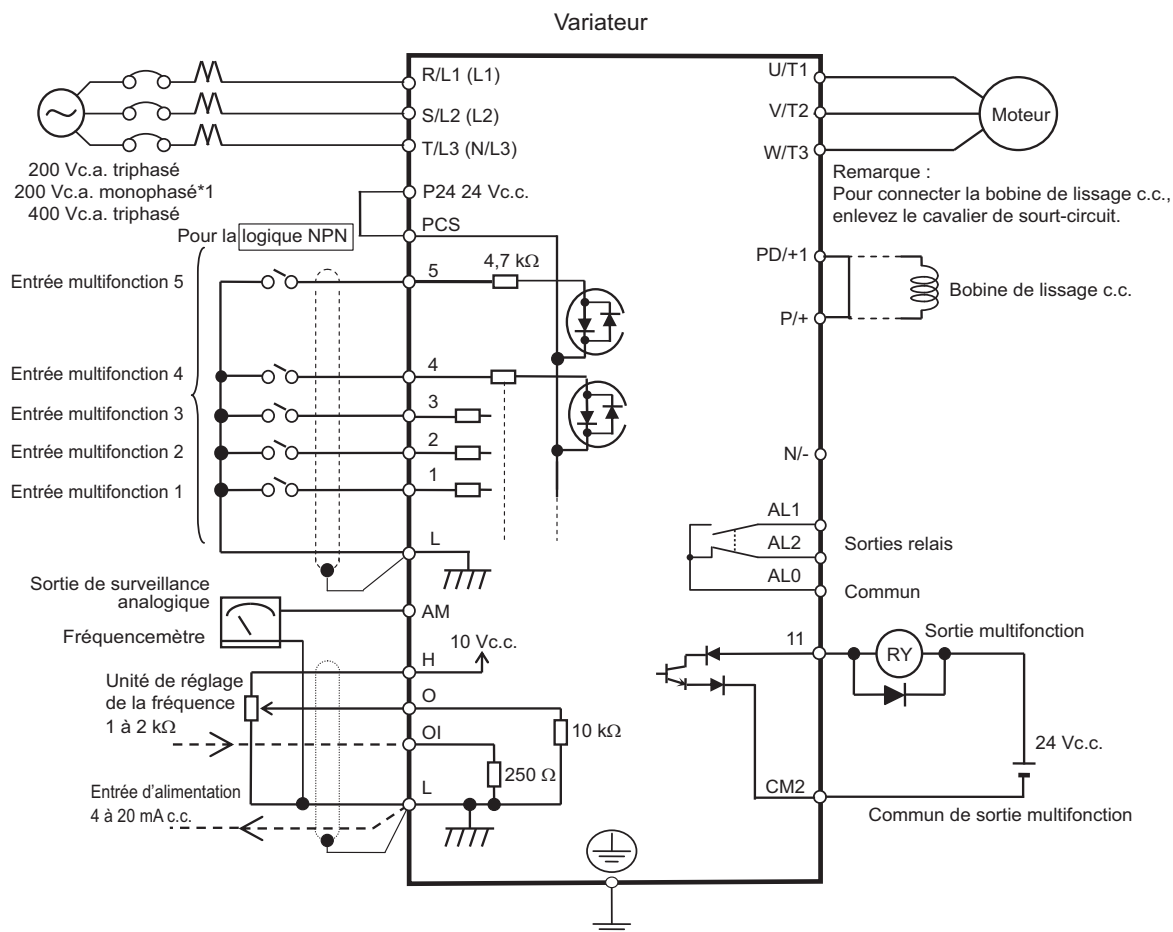 Variateur
R/L1 (L1)
S/L2 (L2)
T/L3 (N/L3)
200 Vc.a. triphasé
200 Vc.a. monophasé*1
400 Vc.a. triphasé
P24 24 Vc.c.
Pour la logique NPN
PCS
Entrée multifonction 5
5
4,7 kΩ
Entrée multifonction 4
4
Entrée multifonction 3
3
Entrée multifonction 2
2
Entrée multifonction 1
1
L
Sortie de surveillance
analogique
AM
Fréquencemètre
10 Vc.c.
H
Unité de réglage
de la fréquence
1 à 2 kΩ
O
10 kΩ
OI
250 Ω
L
Entrée d'alimentation
4 à 20 mA c.c.
U/T1
V/T2
W/T3
Moteur
Remarque :
Pour connecter la bobine de lissage c.c.,
enlevez le cavalier de sourt-circuit.
PD/+1
P/+
Bobine de lissage c.c.
N/-
AL1
AL2
Sorties relais
AL0
Commun
11
Sortie multifonction
RY
24 Vc.c.
CM2
Commun de sortie multifonction